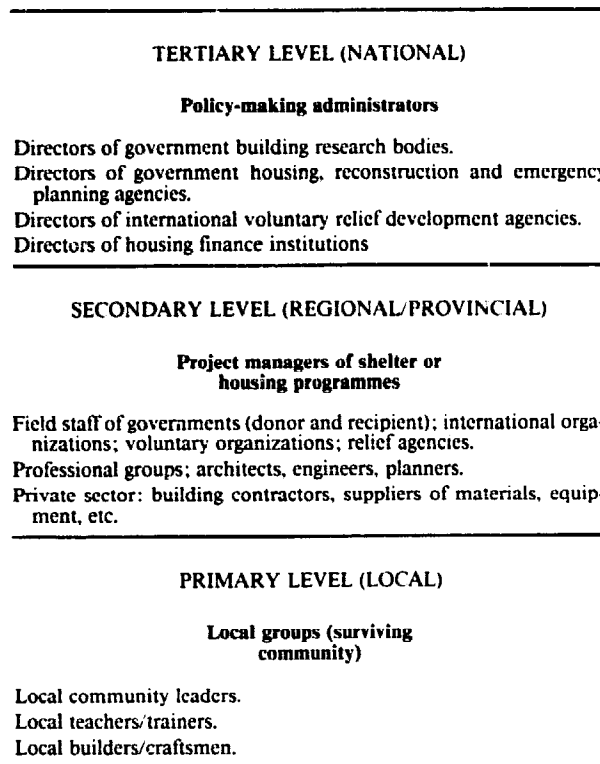 TERTIARY LEVEL (NATIONAL)
Policy-making administrators
Directors of government building research bodies.
Directors of government housing, reconstruction and emergency
planning agencies.
Directors of international voluntary relief development agencies.
Directors of housing finance institutions
SECONDARY LEVEL (REGIONAL/PROVINCIAL)
Project managers of shelter or
housing programmes
Field staff of governments (donor and recipient); international orga-
nizations; voluntary organizations; relief agencies.
Professional groups; architects, engineers, planners.
Private sector: building contractors, suppliers of materials, equip-
ment, etc.
PRIMARY LEVEL (LOCAL)
Local groups (surviving
community)
Local community leaders.
Local teachers/trainers.
Local builders/craftsmen.